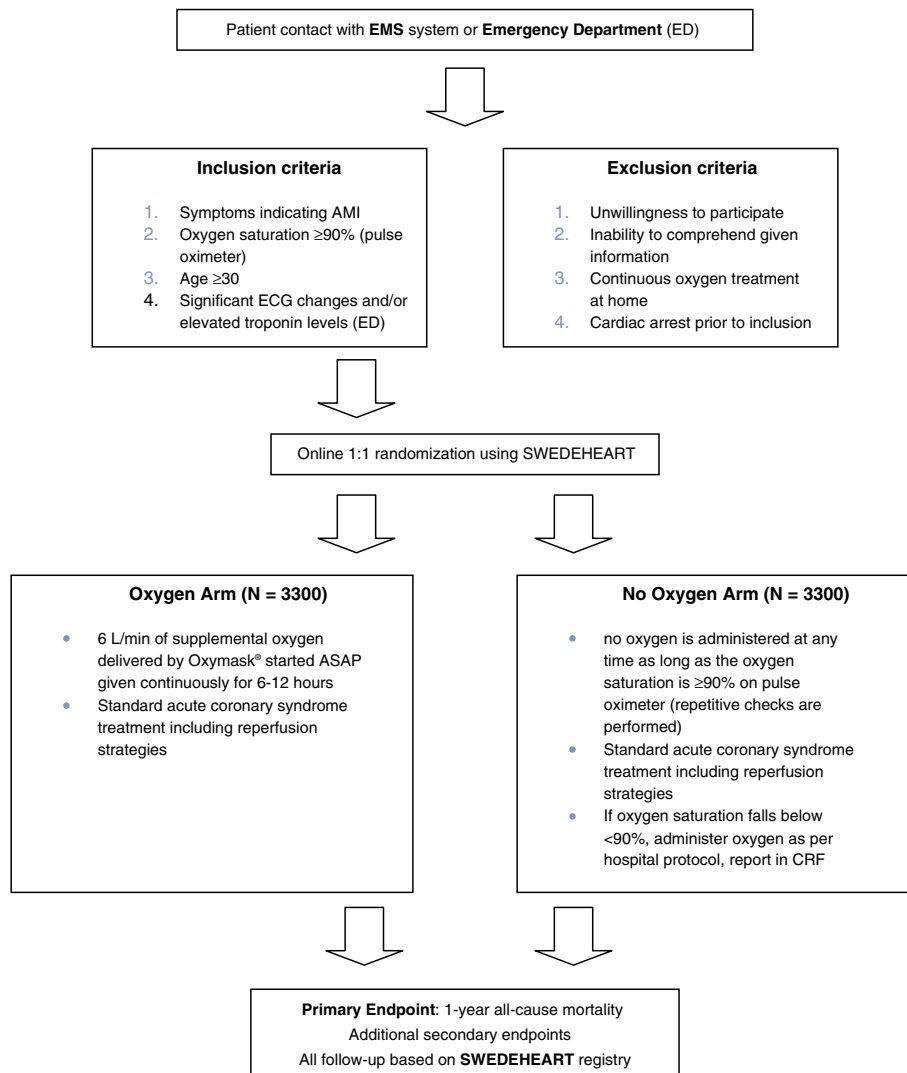 Patient contact with EMS system or Emergency Department (ED)
Inclusion criteria
1. Symptoms indicating AMI
2. Oxygen saturation ≥90% (pulse
oximeter)
3. Age ≥30
4. Significant ECG changes and/or
elevated troponin levels (ED)
Exclusion criteria
1. Unwillingness to participate
2. Inability to comprehend given
information
3. Continuous oxygen treatment
at home
4. Cardiac arrest prior to inclusion
Online 1:1 randomization using SWEDEHEART
Oxygen Arm (N = 3300)
• 6 L/min of supplemental oxygen
delivered by Oxymask® started ASAP
given continuously for 6-12 hours
• Standard acute coronary syndrome
treatment including reperfusion
strategies
No Oxygen Arm (N = 3300)
• no oxygen is administered at any
time as long as the oxygen
saturation is ≥90% on pulse
oximeter (repetitive checks are
performed)
• Standard acute coronary syndrome
treatment including reperfusion
strategies
• If oxygen saturation falls below
<90%, administer oxygen as per
hospital protocol, report in CRF
Primary Endpoint: 1-year all-cause mortality
Additional secondary endpoints
All follow-up based on SWEDEHEART registry